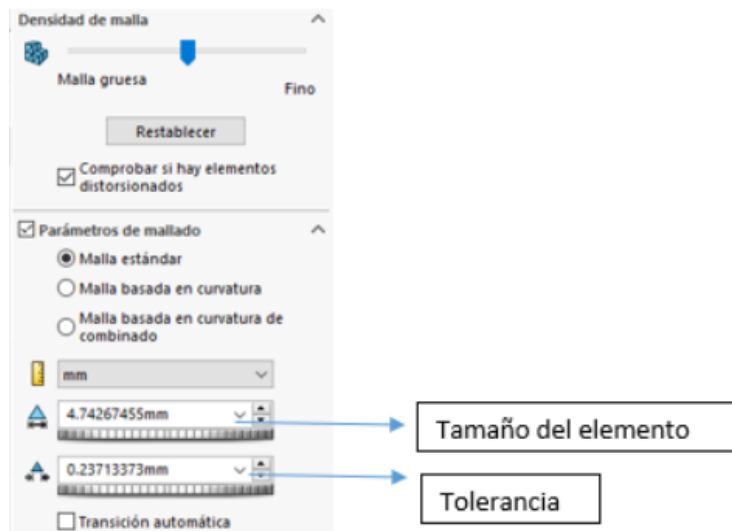 Densidad de malla
Malla gruesa
Fino
Restablecer
Comprobar si hay elementos
distorsionados
Parámetros de mallado
Malla estándar
Malla basada en curvatura
Malla basada en curvatura de
combinado
mm
4.74267455mm
Tamaño del elemento
0.23713373mm
Tolerancia
Transición automática